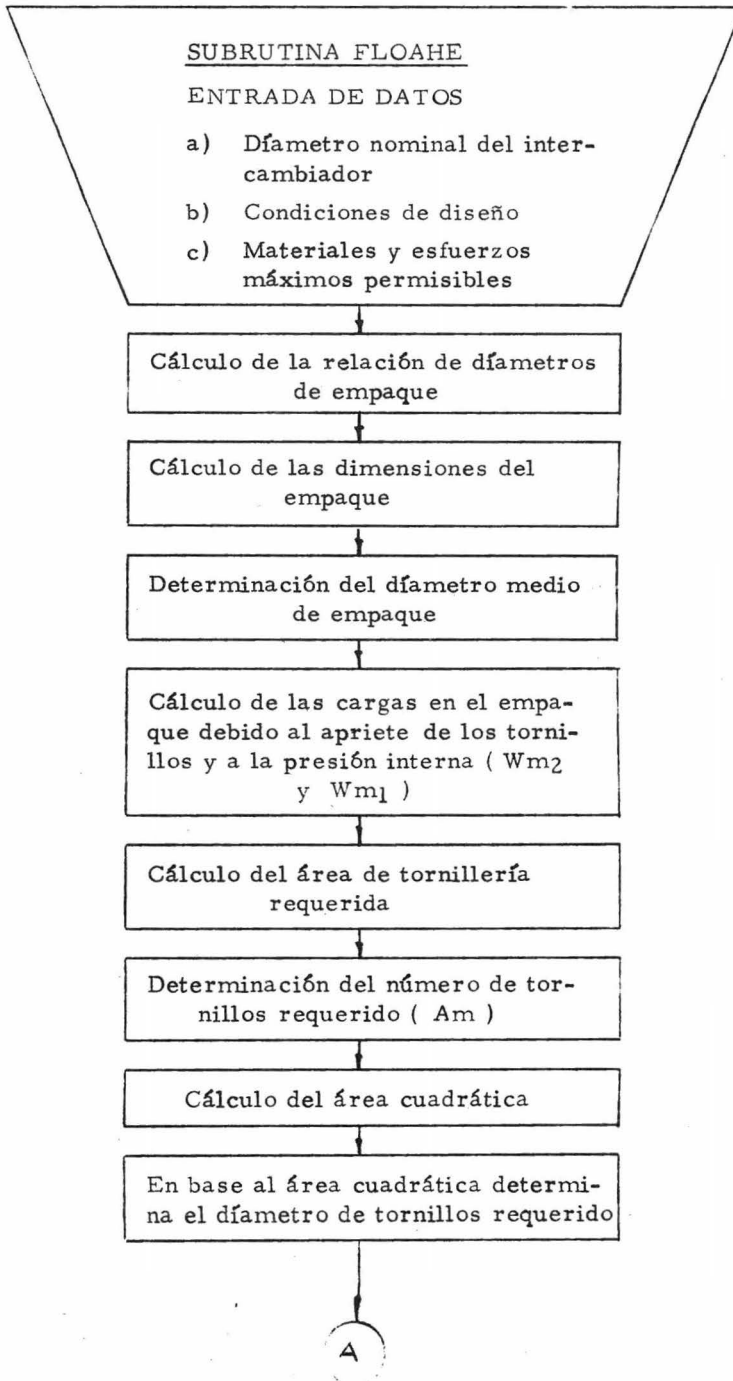 SUBRUTINA FLOAHE
ENTRADA DE DATOS
a) Díametro nominal del inter-
cambiador
b) Condiciones de diseño
c) Materiales y esfuerzos
máximos permisibles
Cálculo de la relación de díametros
de empaque
Cálculo de las dimensiones del
empaque
Determinación del díametro medio
de empaque
Cálculo de las cargas en el empa-
que debido al apriete de los torni-
llos y a la presión interna ( Wm2
y Wm1 )
Cálculo del área de tornillería
requerida
Determinación del número de tor-
nillos requerido ( Am )
Cálculo del área cuadrática
En base al área cuadrática determi-
na el díametro de tornillos requerido
A